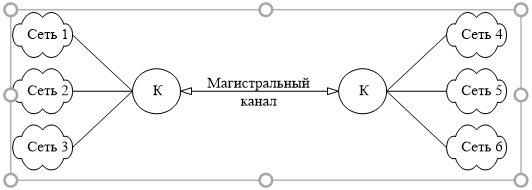 Сеть 1
Сеть 2
Сеть 3
К
Магистральный
канал
К
Сеть 4
Сеть 5
Сеть 6